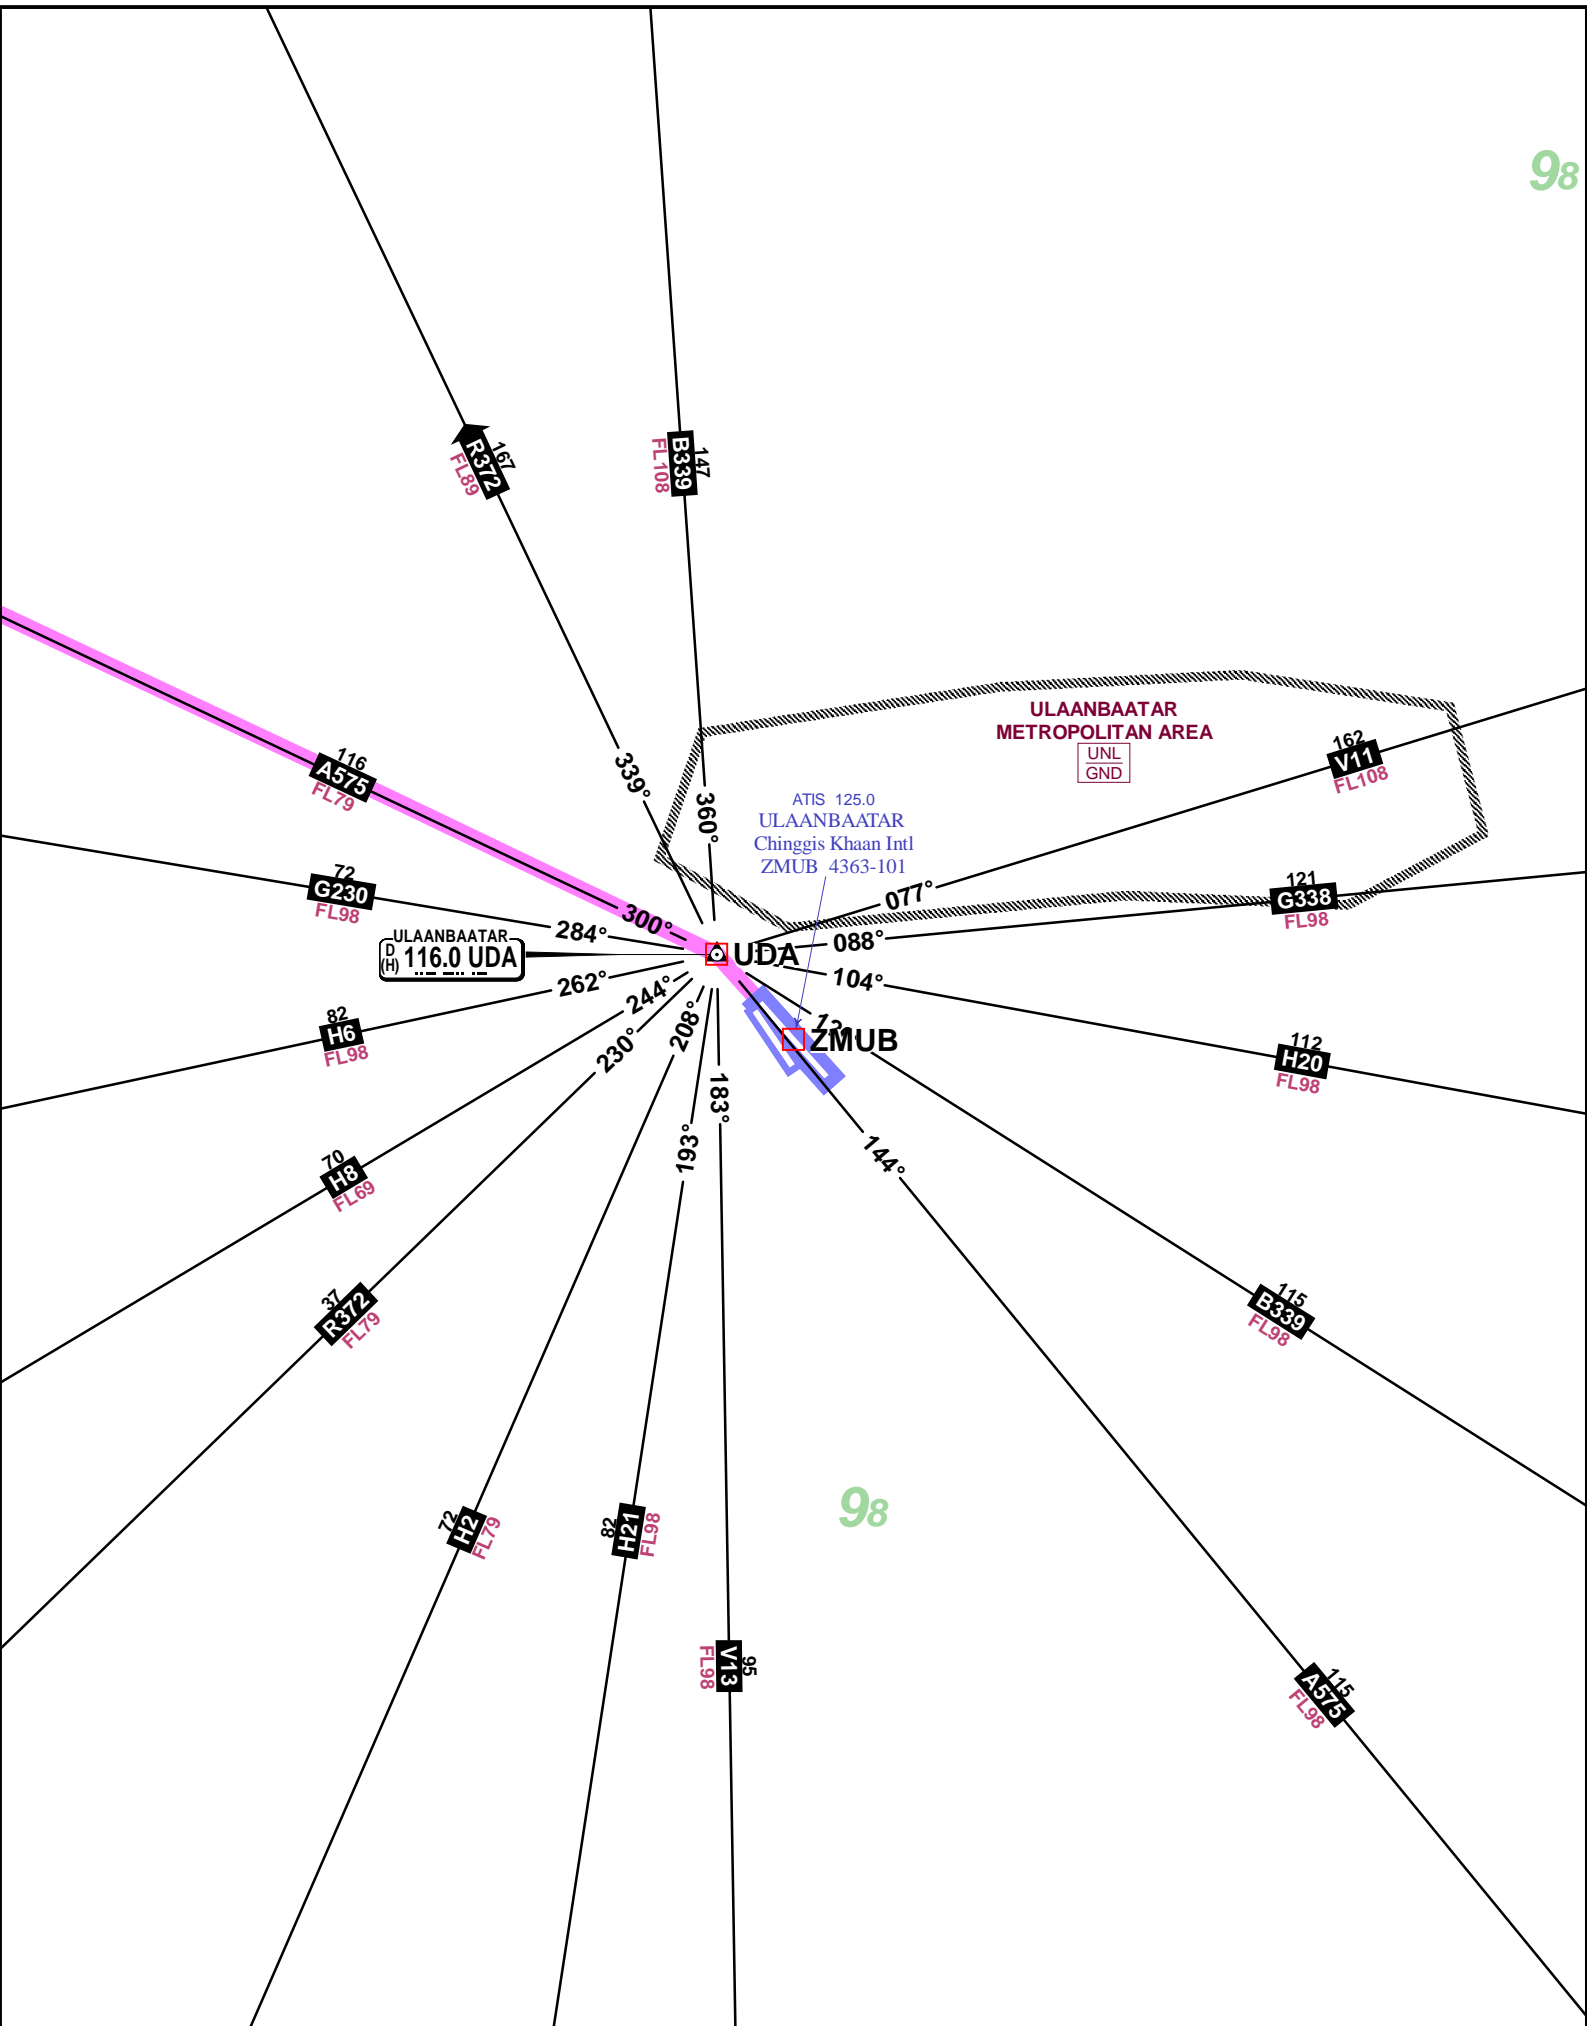 98
167
R372
FL89
147
B339
FL108
ULAANBAATAR
METROPOLITAN AREA
UNL
GND
162
V11
FL108
116
A575
FL79
339°
360°
ATIS 125.0
ULAANBAATAR
Chinggis Khaan Intl
ZMUB 4363-101
72
G230
FL98
121
G338
FL98
077°
300°
284°
088°
ULAANBAATAR
D
(H) 116.0 UDA
UDA
262°
244°
104°
82
H6
FL98
230°
208°
ZMUB
112
H20
FL98
183°
193°
144°
70
H8
FL69
37
R372
FL79
115
B339
FL98
72
H2
FL79
82
H21
FL98
98
95
V13
FL98
115
A575
FL98